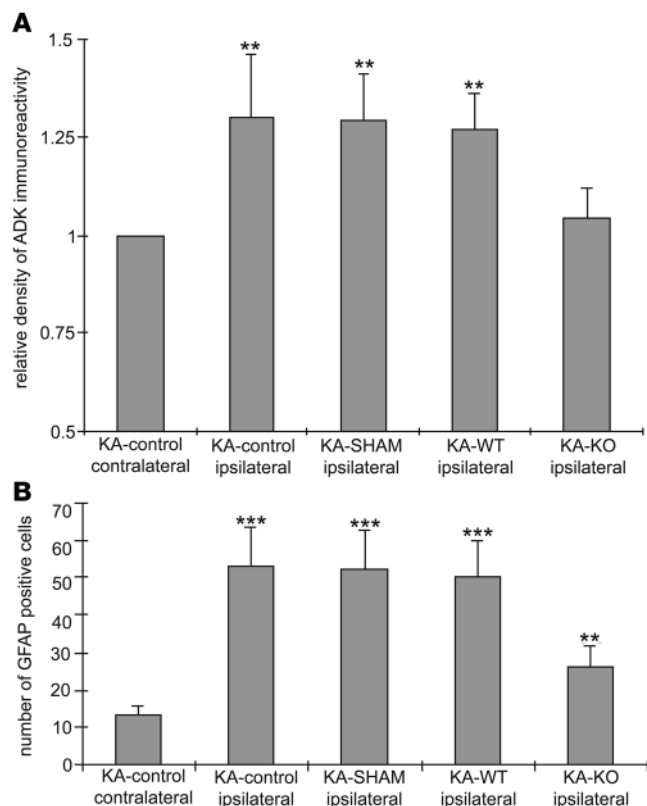 A
relative density of ADK immunoreactivity
1.5
1.25
1
0.75
0.5
**
**
**
KA-control
contralateral
KA-control
ipsilateral
KA-SHAM
ipsilateral
KA-WT
ipsilateral
KA-KO
ipsilateral
B
number of GFAP positive cells
70
60
50
40
30
20
10
0
***
***
***
**
KA-control
contralateral
KA-control
ipsilateral
KA-SHAM
ipsilateral
KA-WT
ipsilateral
KA-KO
ipsilateral